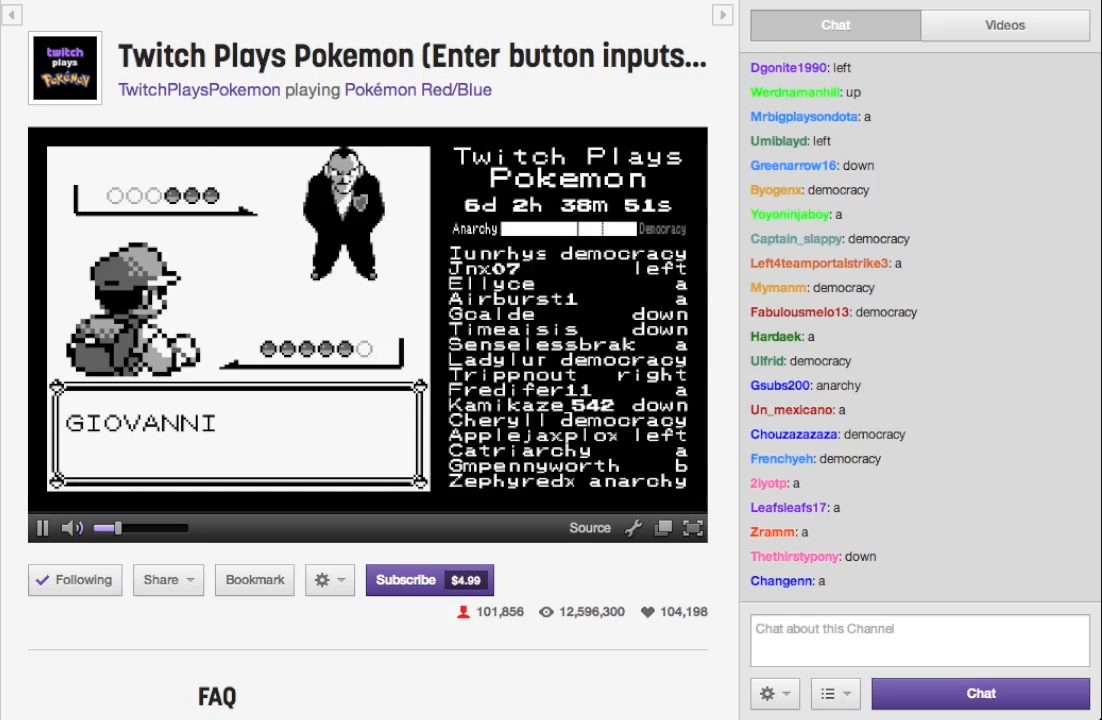 twitch
plays
POKÉMON
Twitch Plays Pokemon (Enter button inputs...
TwitchPlaysPokemon playing Pokémon Red/Blue
GIOVANNI
Twitch Plays
Pokemon
6d 2h 38m 51s
Anarchy Democracy
Iunrhys democracy
Jnx07 left
Ellyce a
Airburst1 a
Goalde down
Timeaisis down
Senselessbrak a
Ladylur democracy
Trippnout right
Fredifer11 a
Kamikaze_542 down
Cheryll democracy
Applejaxplox left
Catriarchy a
Gmpennyworth b
Zephyredx anarchy
Source
Following
Share
Bookmark
Subscribe $4.99
101,856 12,596,300 104,198
FAQ
Chat Videos
Dgonite1990: left
Werdnamanhill: up
Mrbigplaysondota: a
Umiblayd: left
Greenarrow16: down
Byogenx: democracy
Yoyoninjaboy: a
Captain_slappy: democracy
Left4teamportalstrike3: a
Mymanm: democracy
Fabulousmelo13: democracy
Hardaek: a
Ulfrid: democracy
Gsubs200: anarchy
Un_mexicano: a
Chouzazazaza: democracy
Frenchyeh: democracy
2iyotp: a
Leafsleafs17: a
Zramm: a
Thethirstypony: down
Changenn: a
Chat about this Channel
Chat